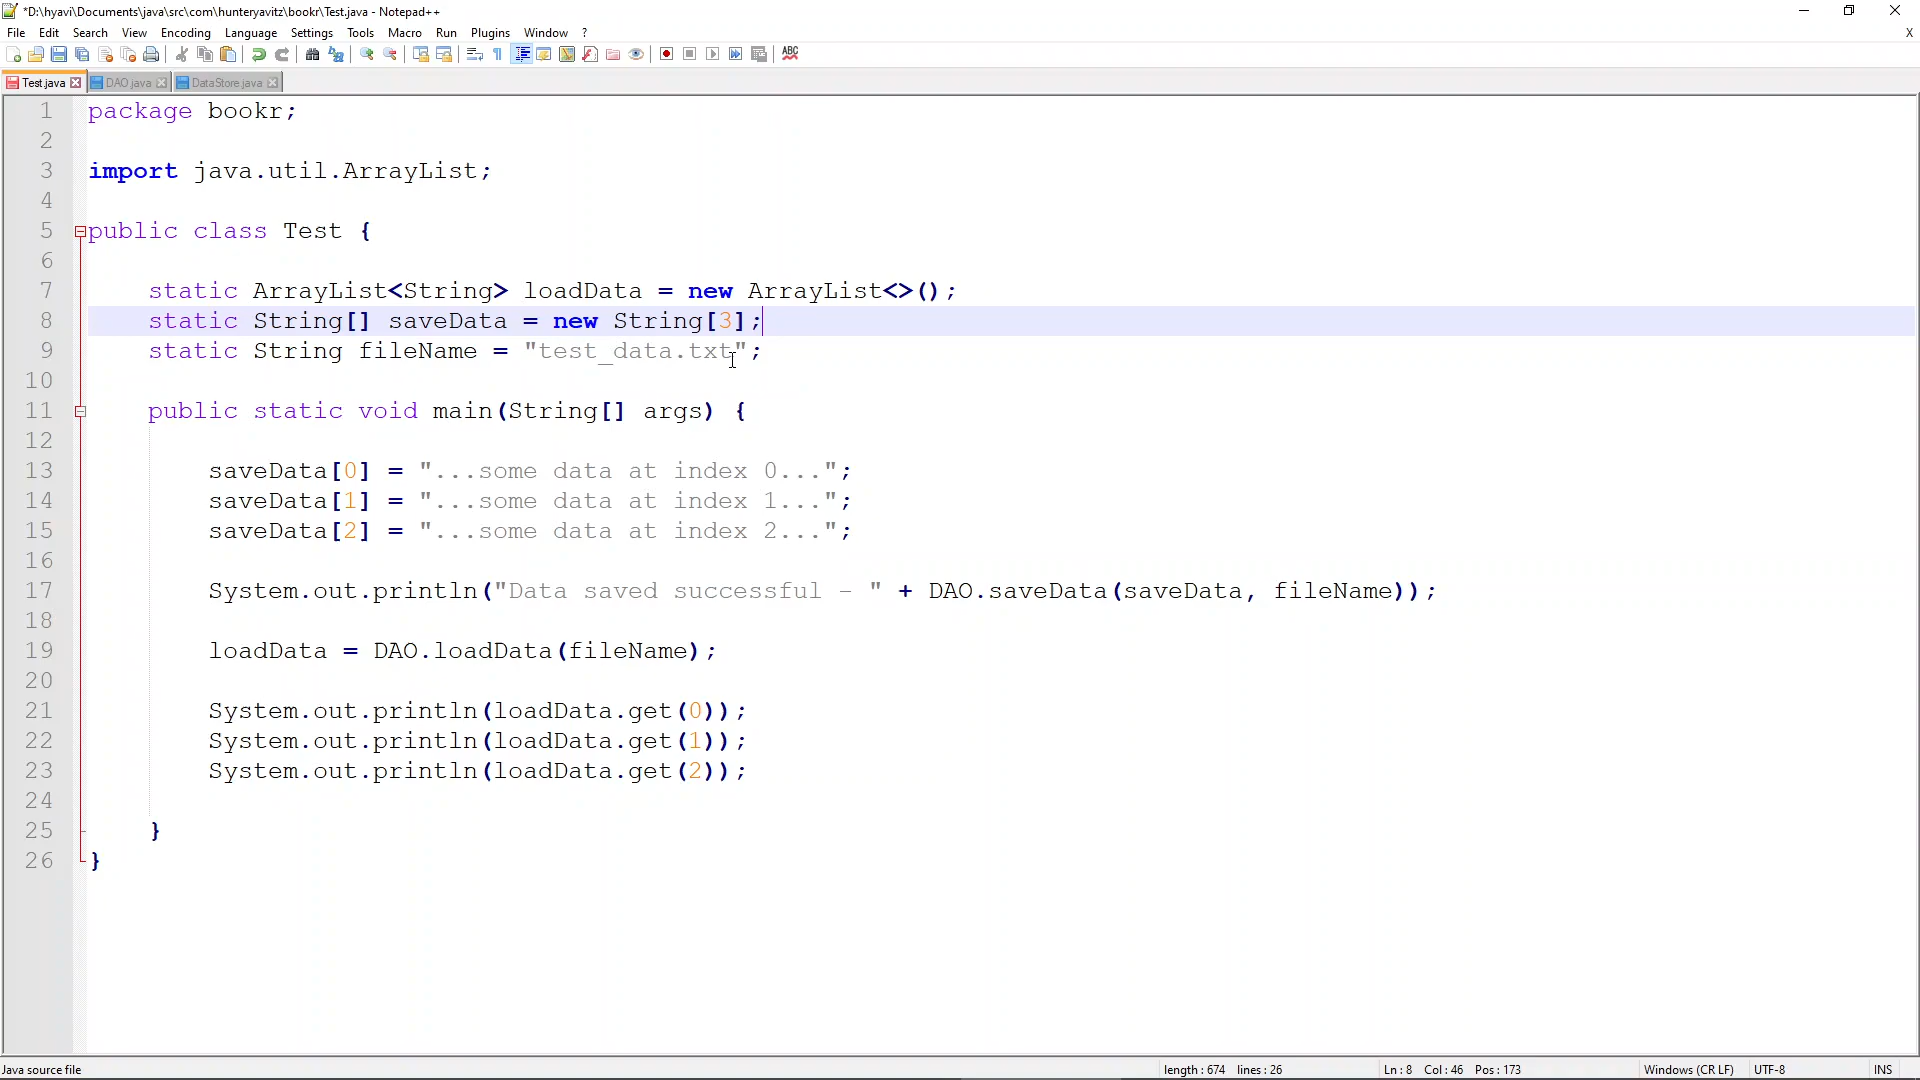 *D:\hyavi\Documents\java\src\com\hunteryavitz\bookr\Test.java - Notepad++
File Edit Search View Encoding Language Settings Tools Macro Run Plugins Window ? X
ABC
Test.java DAO.java DataStore.java
1 package bookr;
2
3 import java.util.ArrayList;
4
5 public class Test {
6
7 static ArrayList<String> loadData = new ArrayList<>();
8 static String[] saveData = new String[3];
9 static String fileName = "test_data.txt";
10
11 public static void main(String[] args) {
12
13 saveData[0] = "...some data at index 0...";
14 saveData[1] = "...some data at index 1...";
15 saveData[2] = "...some data at index 2...";
16
17 System.out.println("Data saved successful - " + DAO.saveData(saveData, fileName));
18
19 loadData = DAO.loadData(fileName);
20
21 System.out.println(loadData.get(0));
22 System.out.println(loadData.get(1));
23 System.out.println(loadData.get(2));
24
25 }
26 }
Java source file length : 674 lines : 26 Ln : 8 Col : 46 Pos : 173 Windows (CR LF) UTF-8 INS